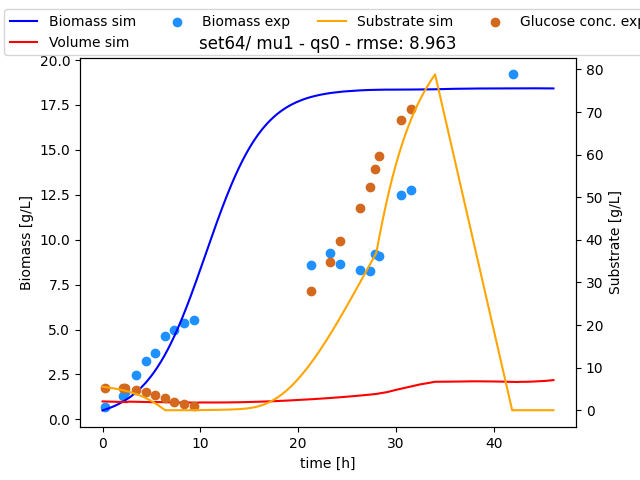 Biomass sim Biomass exp Substrate sim Glucose conc. exp
Volume sim
set64/ mu1 - qs0 - rmse: 8.963
20.0
17.5
15.0
12.5
10.0
7.5
5.0
2.5
0.0
Biomass [g/L]
80
70
60
50
40
30
20
10
0
Substrate [g/L]
0 10 20 30 40
time [h]